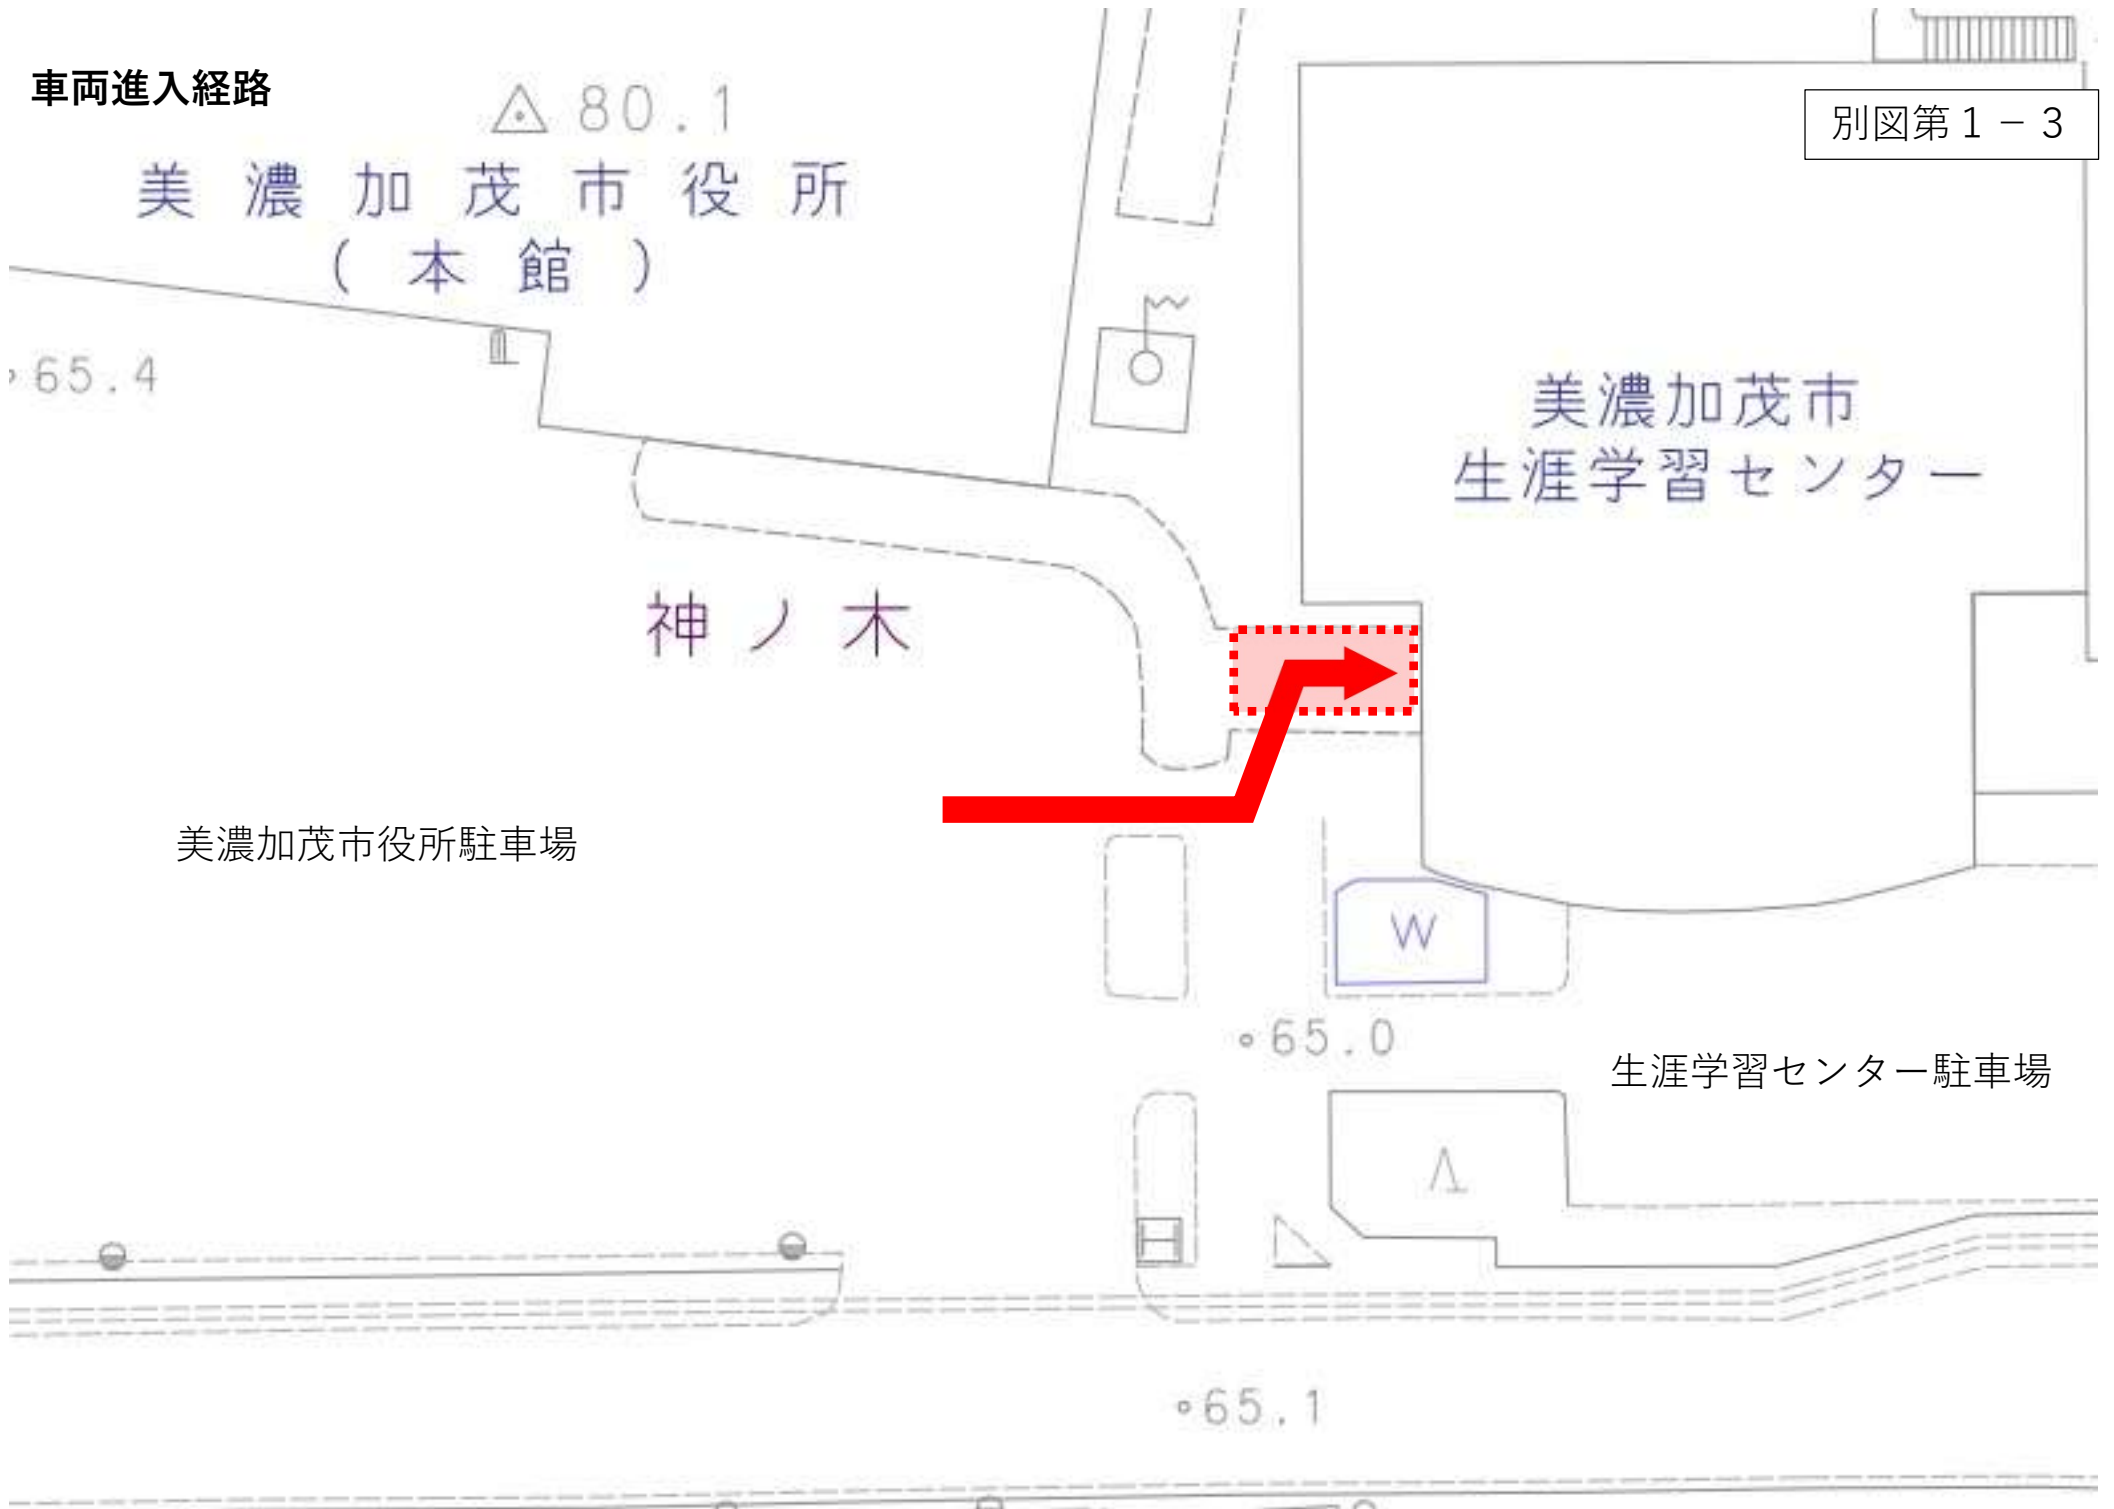 車両進入経路
80.1
別図第１－３
美濃加茂市役所
(本館)
65.4
美濃加茂市
生涯学習センター
神ノ木
美濃加茂市役所駐車場
W
65.0
生涯学習センター駐車場
65.1